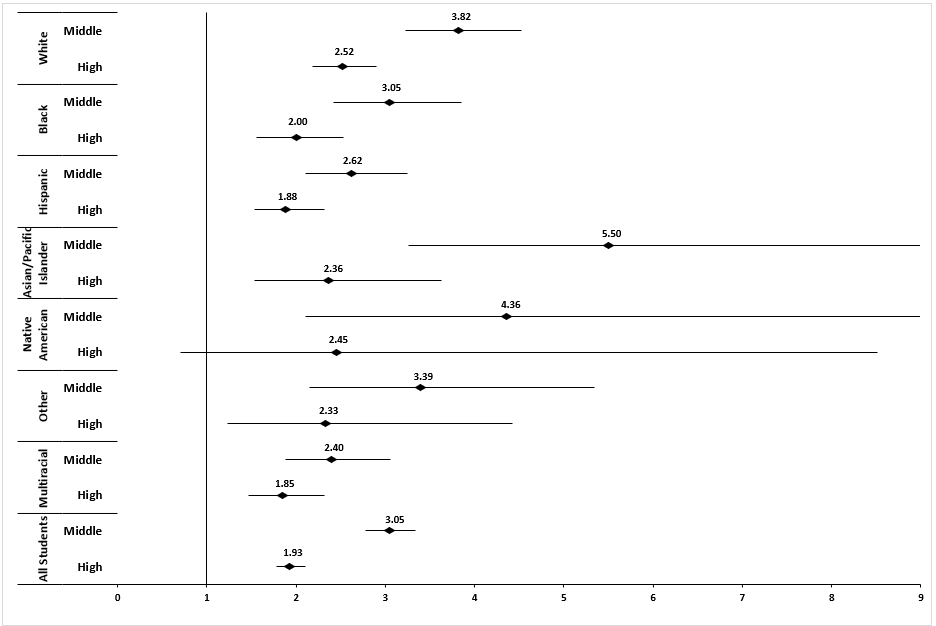 White
Middle
3.82
High
2.52
Black
Middle
3.05
High
2.00
Hispanic
Middle
2.62
High
1.88
Asian/Pacific
Islander
Middle
5.50
High
2.36
Native
American
Middle
4.36
High
2.45
Other
Middle
3.39
High
2.33
Multiracial
Middle
2.40
High
1.85
All Students
Middle
3.05
High
1.93
0 1 2 3 4 5 6 7 8 9